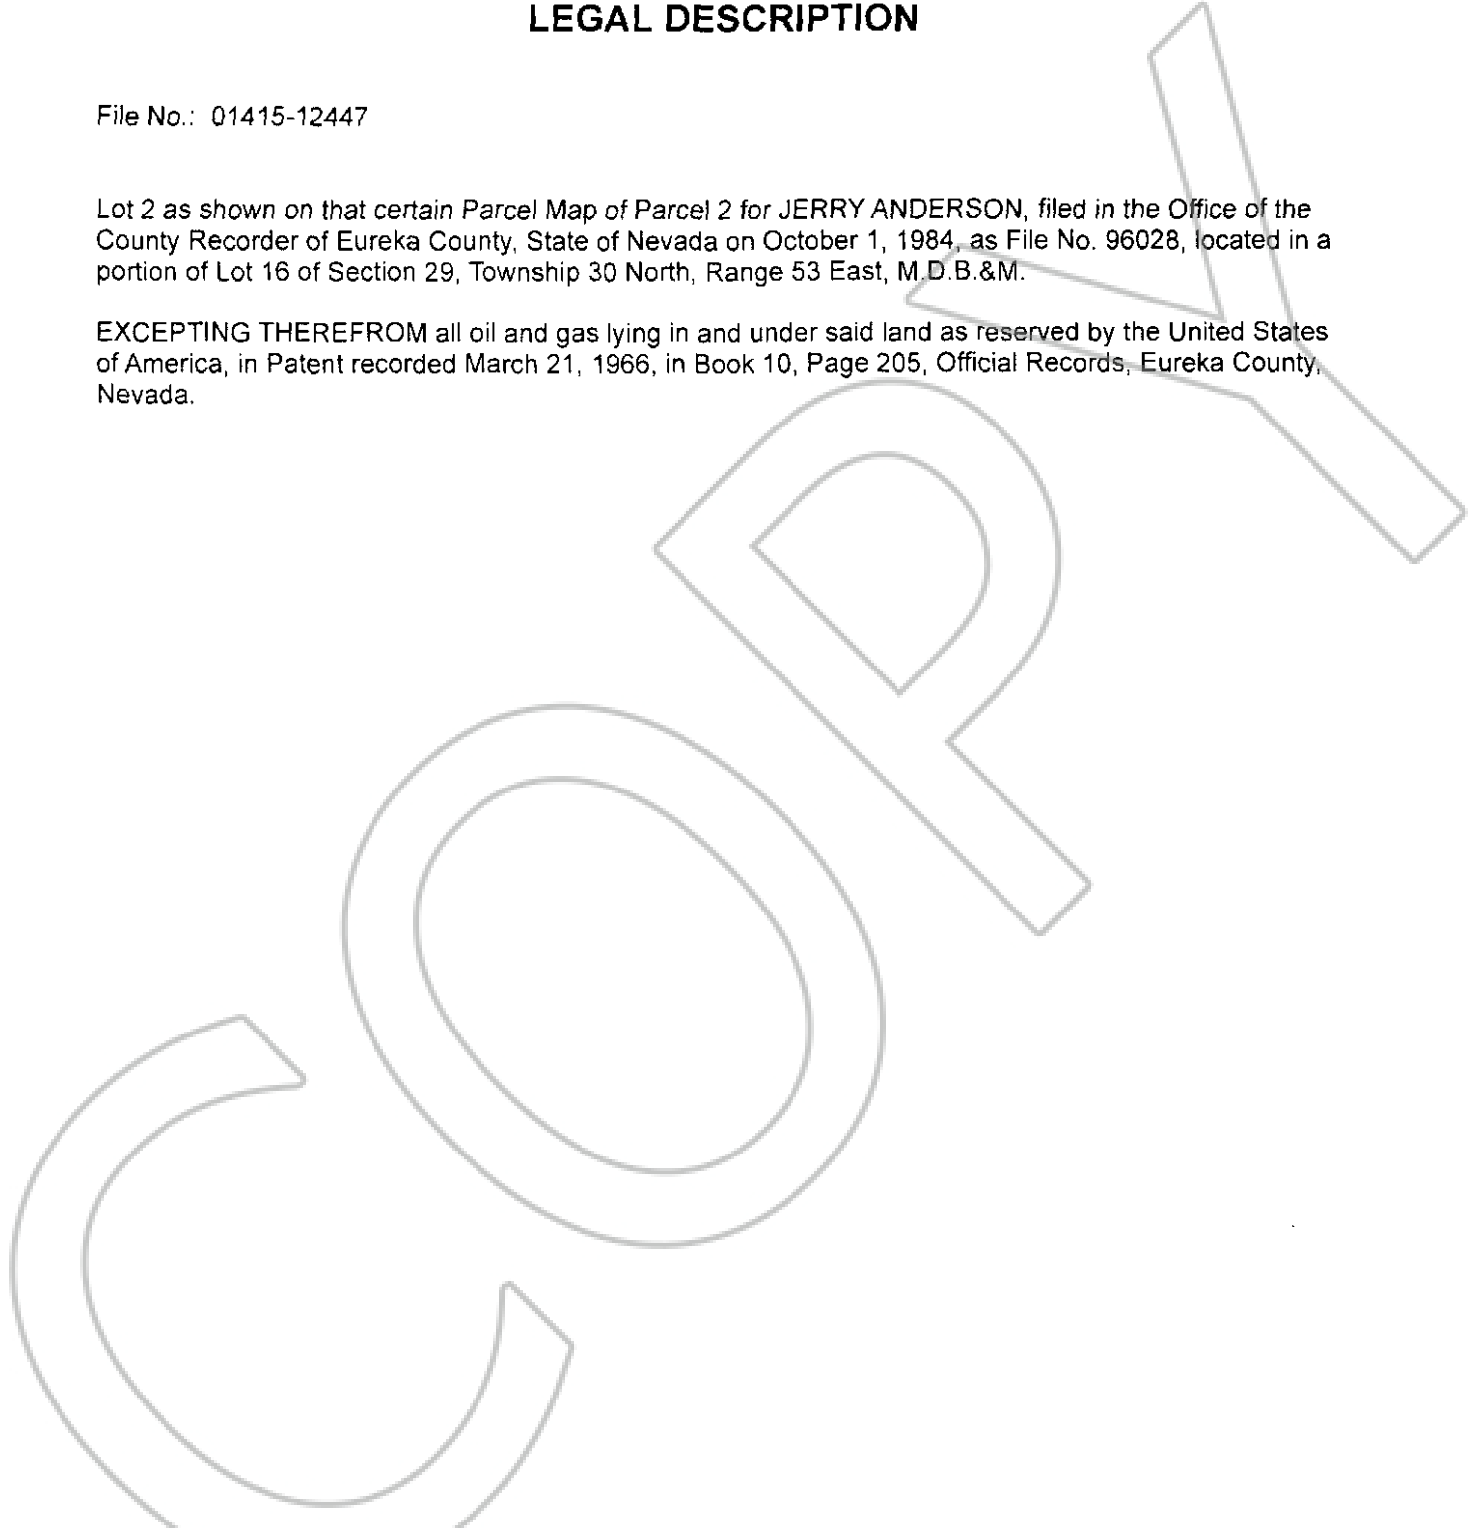 LEGAL DESCRIPTION
File No.: 01415-12447
Lot 2 as shown on that certain Parcel Map of Parcel 2 for JERRY ANDERSON, filed in the Office of the
County Recorder of Eureka County, State of Nevada on October 1, 1984, as File No. 96028, located in a
portion of Lot 16 of Section 29, Township 30 North, Range 53 East, M.D.B.&M.
EXCEPTING THEREFROM all oil and gas lying in and under said land as reserved by the United States
of America, in Patent recorded March 21, 1966, in Book 10, Page 205, Official Records, Eureka County,
Nevada.
COPY